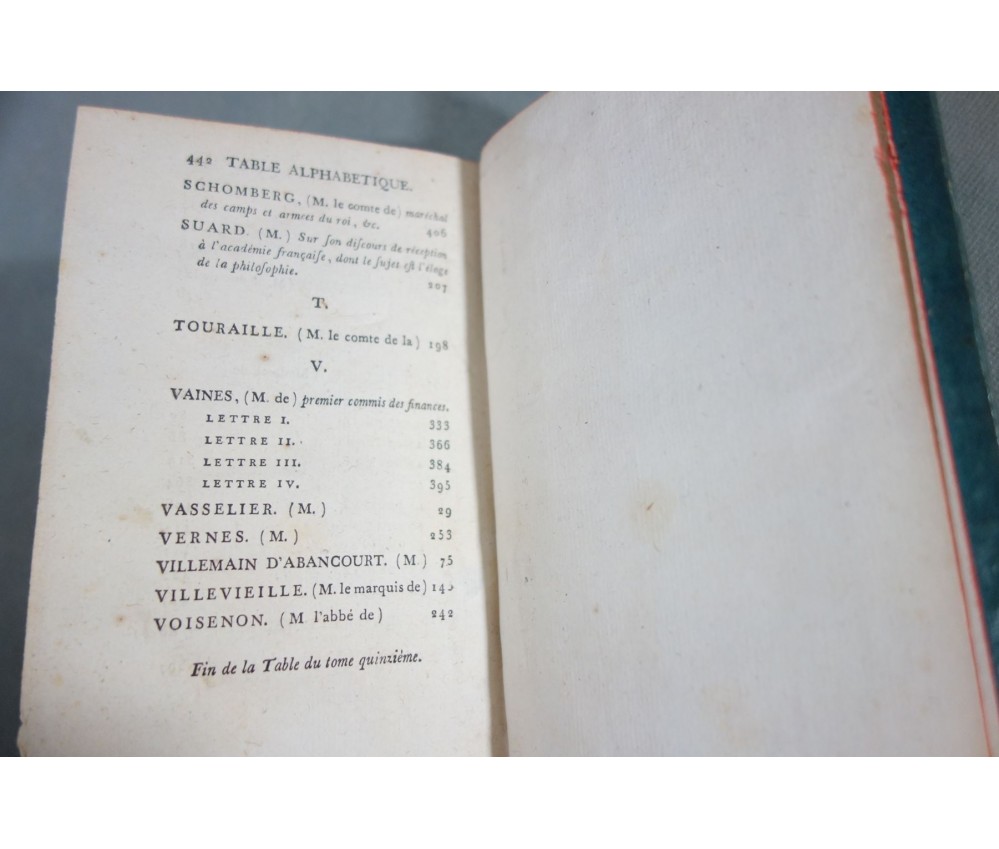 442 TABLE ALPHABETIQUE.
SCHOMBERG, (M. le comte de) maréchal
des camps et armées du roi, &c. 406
SUARD. (M.) Sur ſon diſcours de réception
à l'académie françaiſe, dont le ſujet eſt l'éloge
de la philoſophie. 207
T.
TOURAILLE. (M. le comte de la) 198
V.
VAINES, (M. de) premier commis des finances.
LETTRE I. 333
LETTRE II. 366
LETTRE III. 384
LETTRE IV. 395
VASSELIER. (M.) 29
VERNES. (M.) 253
VILLEMAIN D'ABANCOURT. (M.) 75
VILLEVIEILLE. (M. le marquis de)
VOISENON. (M l'abbé de) 242
Fin de la Table du tome quinzième.